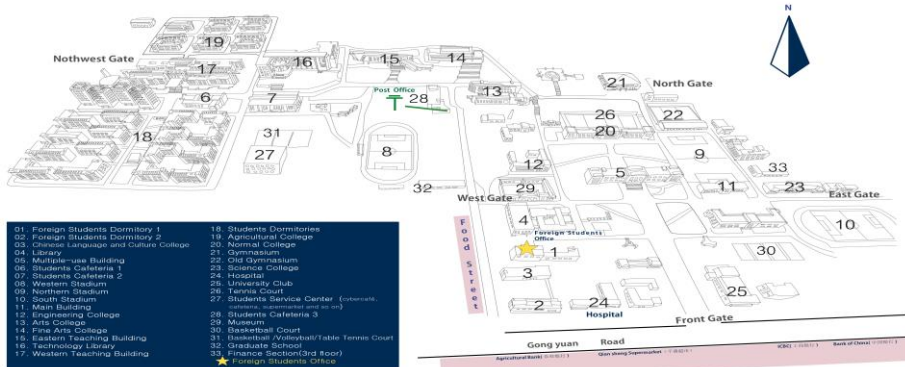 N
19
Nothwest Gate
17
16
15
14
6
7
Post Office
28
13
21
North Gate
26
20
22
18
31
27
8
32
12
29
5
9
11
33
23
East Gate
West Gate
4
Foreign Students
Office
1
3
2
24
Hospital
10
30
25
Food Street
Front Gate
Gong yuan Road
Agricultural Bank
Qian sheng Supermarket
ICBC
Bank of China
01. Foreign Students Dormitory 1
02. Foreign Students Dormitory 2
03. Chinese Language and Culture College
04. Library
05. Multiple-use Building
06. Students Cafeteria 1
07. Students Cafeteria 2
08. Western Stadium
09. Northern Stadium
10. South Stadium
11. Main Building
12. Engineering College
13. Arts College
14. Fine Arts College
15. Eastern Teaching Building
16. Technology Library
17. Western Teaching Building
18. Students Dormitories
19. Agricultural College
20. Normal College
21. Gymnasium
22. Old Gymnasium
23. Science College
24. Hospital
25. University Club
26. Tennis Court
27. Students Service Center (cybercafé, cafeteria, supermarket and so on)
28. Students Cafeteria 3
29. Museum
30. Basketball Court
31. Basketball /Volleyball/Table Tennis Court
32. Graduate School
33. Finance Section(3rd floor)
Foreign Students Office